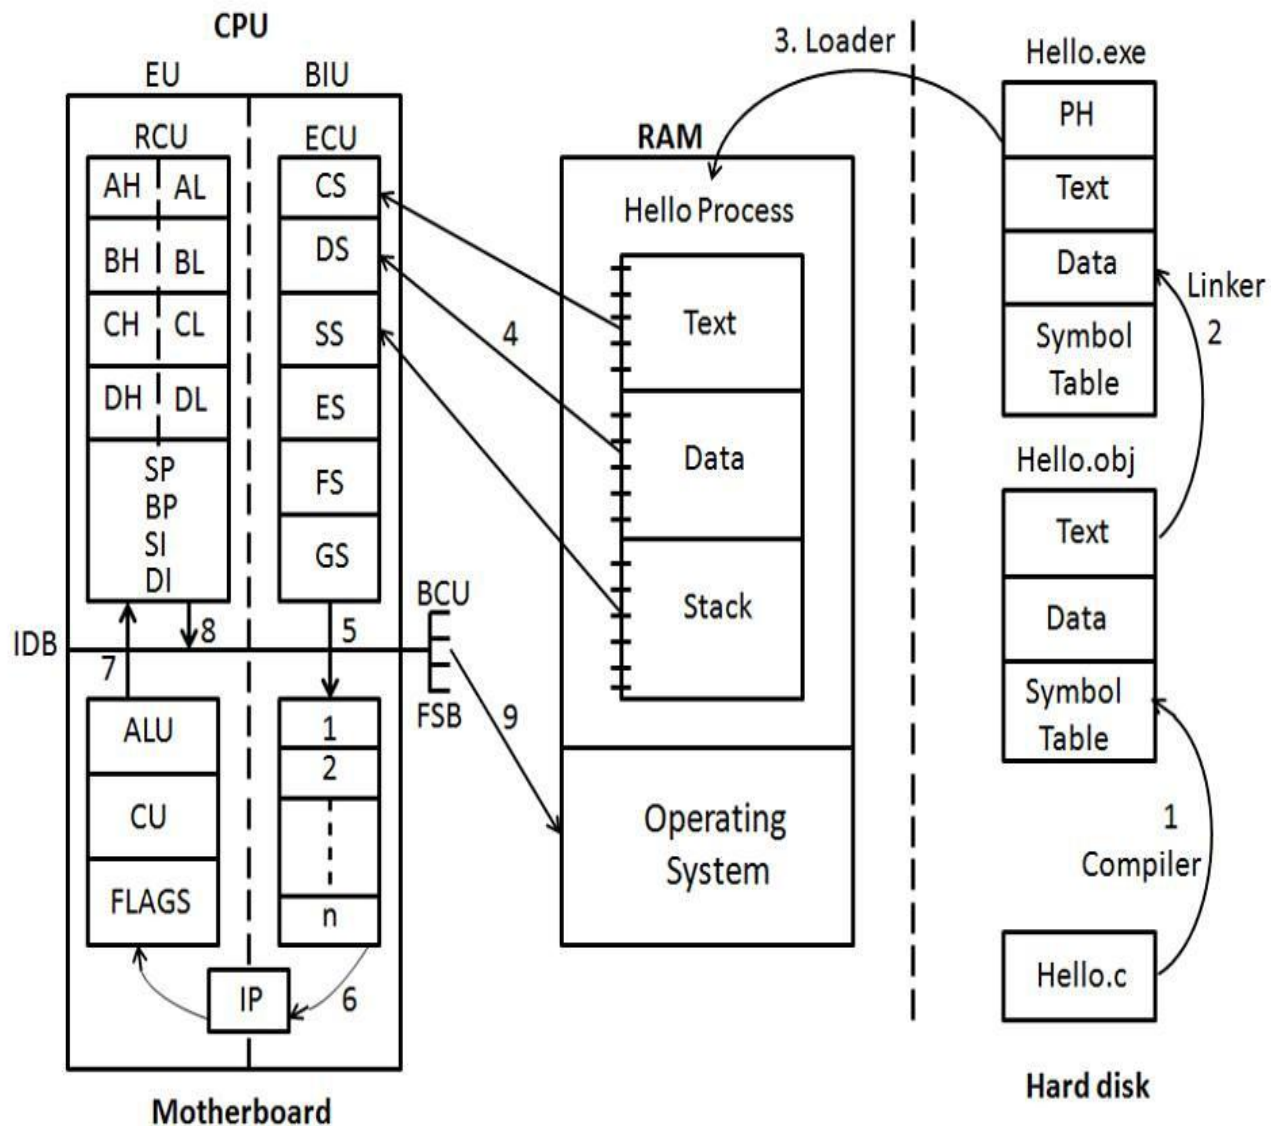 CPU
EU
BIU
RCU
AH
AL
BH
BL
CH
CL
DH
DL
SP
BP
SI
DI
ECU
CS
DS
SS
ES
FS
GS
IDB
8
5
7
BCU
FSB
9
ALU
CU
FLAGS
1
2
n
IP
6
Motherboard
4
3. Loader
RAM
Hello Process
Text
Data
Stack
Operating
System
Hello.exe
PH
Text
Data
Symbol
Table
Linker
2
Hello.obj
Text
Data
Symbol
Table
1
Compiler
Hello.c
Hard disk